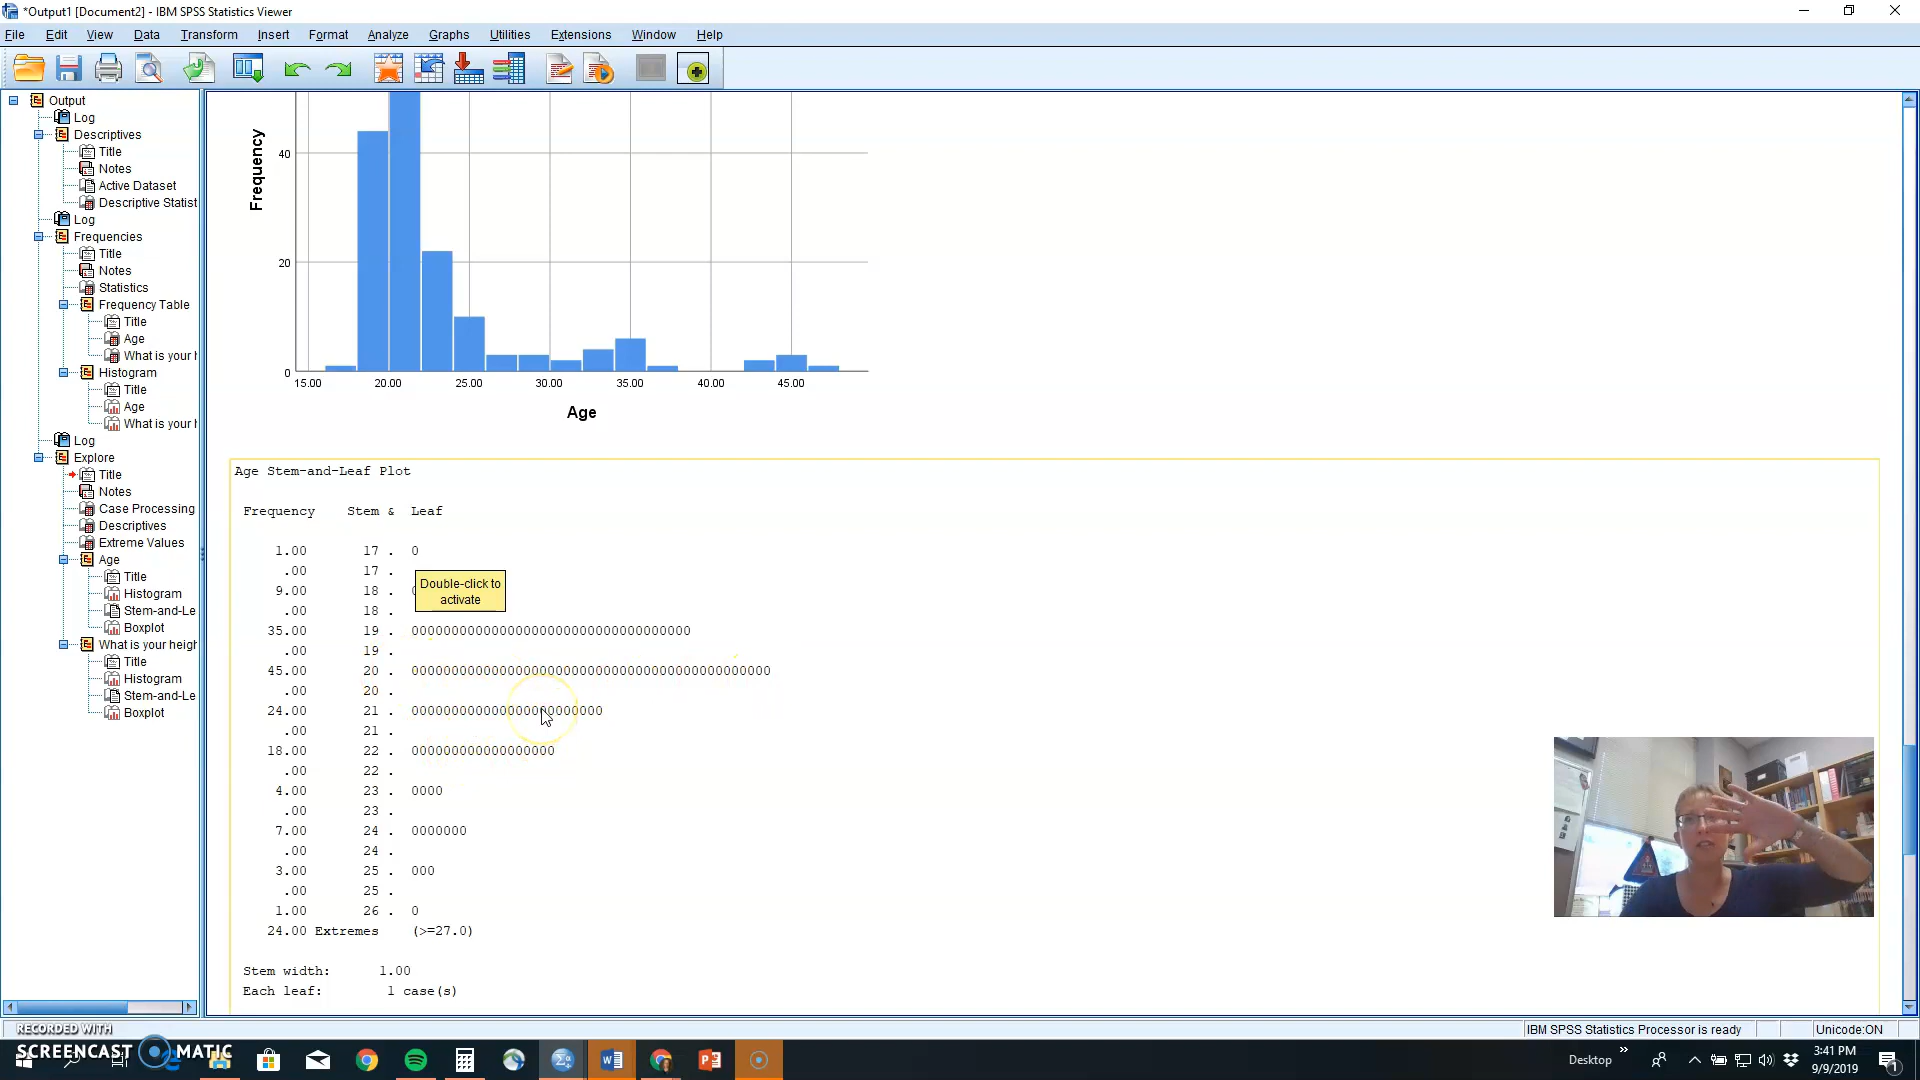 *Output1 [Document2] - IBM SPSS Statistics Viewer
File Edit View Data Transform Insert Format Analyze Graphs Utilities Extensions Window Help
Output
Log
Descriptives
Title
Notes
Active Dataset
Descriptive Statist
Log
Frequencies
Title
Notes
Statistics
Frequency Table
Title
Age
What is your h
Histogram
Title
Age
What is your h
Log
Explore
Title
Notes
Case Processing
Descriptives
Extreme Values
Age
Title
Histogram
Stem-and-Le
Boxplot
What is your heigh
Title
Histogram
Stem-and-Le
Boxplot
Frequency
40
20
0
15.00 20.00 25.00 30.00 35.00 40.00 45.00
Age
Age Stem-and-Leaf Plot
Frequency Stem & Leaf
1.00 17 . 0
.00 17 .
9.00 18 .
.00 18 .
35.00 19 . 00000000000000000000000000000000000
.00 19 .
45.00 20 . 000000000000000000000000000000000000000000000
.00 20 .
24.00 21 . 000000000000000000000000
.00 21 .
18.00 22 . 000000000000000000
.00 22 .
4.00 23 . 0000
.00 23 .
7.00 24 . 0000000
.00 24 .
3.00 25 . 000
.00 25 .
1.00 26 . 0
24.00 Extremes (>=27.0)
Stem width: 1.00
Each leaf: 1 case(s)
Double-click to
activate
IBM SPSS Statistics Processor is ready
Unicode:ON
RECORDED WITH
SCREENCAST MATIC
Desktop
3:41 PM
9/9/2019